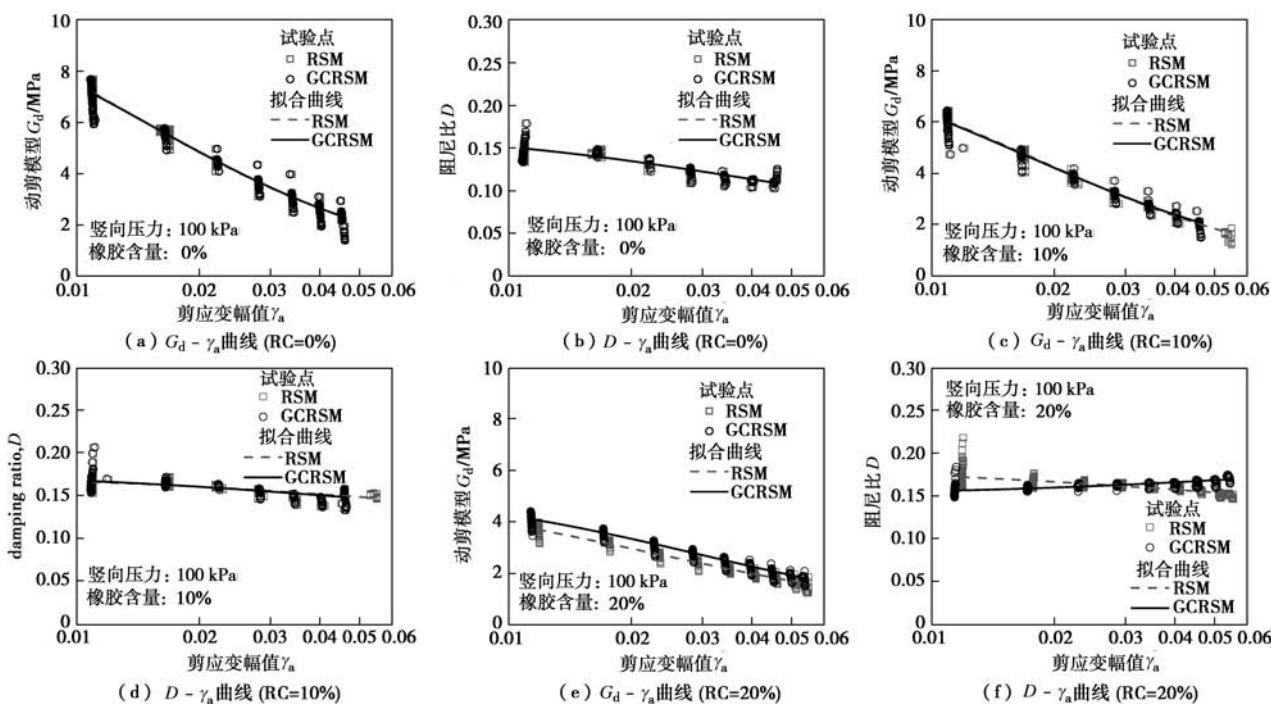 10
8
6
4
2
0
动剪模型 Gd/MPa
试验点
RSM
GCRSM
拟合曲线
RSM
GCRSM
竖向压力：100 kPa
橡胶含量：0%
0.01
0.02
0.03
0.04
0.05
0.06
剪应变幅值γa
（a）Gd－γa曲线 (RC=0%)
0.30
0.25
0.20
0.15
0.10
0.05
0
阻尼比 D
试验点
RSM
GCRSM
拟合曲线
RSM
GCRSM
竖向压力：100 kPa
橡胶含量：0%
0.01
0.02
0.03
0.04
0.05
0.06
剪应变幅值γa
（b）D－γa曲线 (RC=0%)
10
8
6
4
2
0
动剪模型 Gd/MPa
试验点
RSM
GCRSM
拟合曲线
RSM
GCRSM
竖向压力：100 kPa
橡胶含量：10%
0.01
0.02
0.03
0.04
0.05
0.06
剪应变幅值γa
（c）Gd－γa曲线 (RC=10%)
0.30
0.25
0.20
0.15
0.10
0.05
0.00
damping ratio,D
试验点
RSM
GCRSM
拟合曲线
RSM
GCRSM
竖向压力：100 kPa
橡胶含量：10%
0.01
0.02
0.03
0.04
0.05
0.06
剪应变幅值γa
（d）D－γa曲线 (RC=10%)
10
8
6
4
2
0
动剪模型 Gd/MPa
试验点
RSM
GCRSM
拟合曲线
RSM
GCRSM
竖向压力：100 kPa
橡胶含量：20%
0.01
0.02
0.03
0.04
0.05
0.06
剪应变幅值γa
（e）Gd－γa曲线 (RC=20%)
0.30
0.25
0.20
0.15
0.10
0.05
0.00
阻尼比 D
竖向压力：100 kPa
橡胶含量：20%
试验点
RSM
GCRSM
拟合曲线
RSM
GCRSM
0.01
0.02
0.03
0.04
0.05
0.06
剪应变幅值γa
（f）D－γa曲线 (RC=20%)